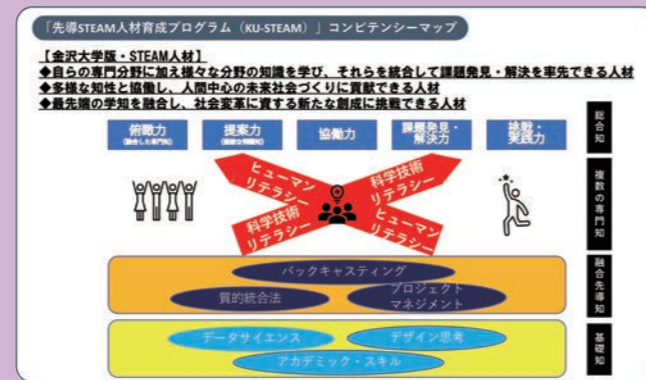 「先導STEAM人材育成プログラム（KU-STEAM）」コンピテンシーマップ
【金沢大学版・STEAM人材】
◆自らの専門分野に加え様々な分野の知識を学び、それらを統合して課題発見・解決を率先できる人材
◆多様な知性と協働し、人間中心の未来社会づくりに貢献できる人材
◆最先端の学知を融合し、社会変革に資する新たな創成に挑戦できる人材
俯瞰力
(融合した専門知)
提案力
協働力
課題発見・
解決力
挑戦・
実践力
総合知
ヒューマン
リテラシー
科学技術
リテラシー
科学技術
リテラシー
ヒューマン
リテラシー
複数の専門知
バックキャスティング
質的統合法
プロジェクト
マネジメント
融合先導知
データサイエンス
デザイン思考
アカデミック・スキル
基礎知